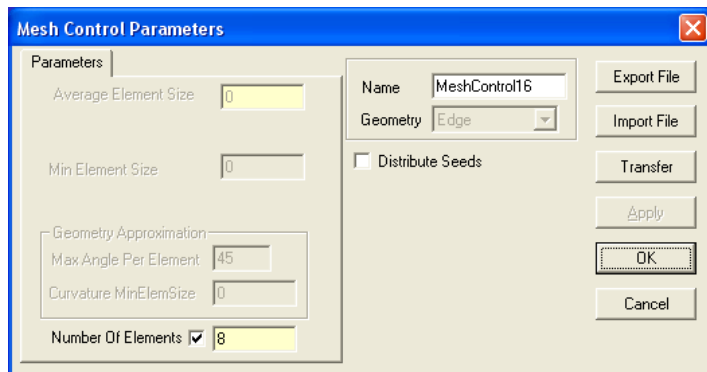 Mesh Control Parameters
Parameters
Average Element Size 0
Min Element Size 0
Geometry Approximation
Max Angle Per Element 45
Curvature MinElemSize 0
Number Of Elements 8
Name MeshControl16
Geometry Edge
Distribute Seeds
Export File
Import File
Transfer
Apply
OK
Cancel